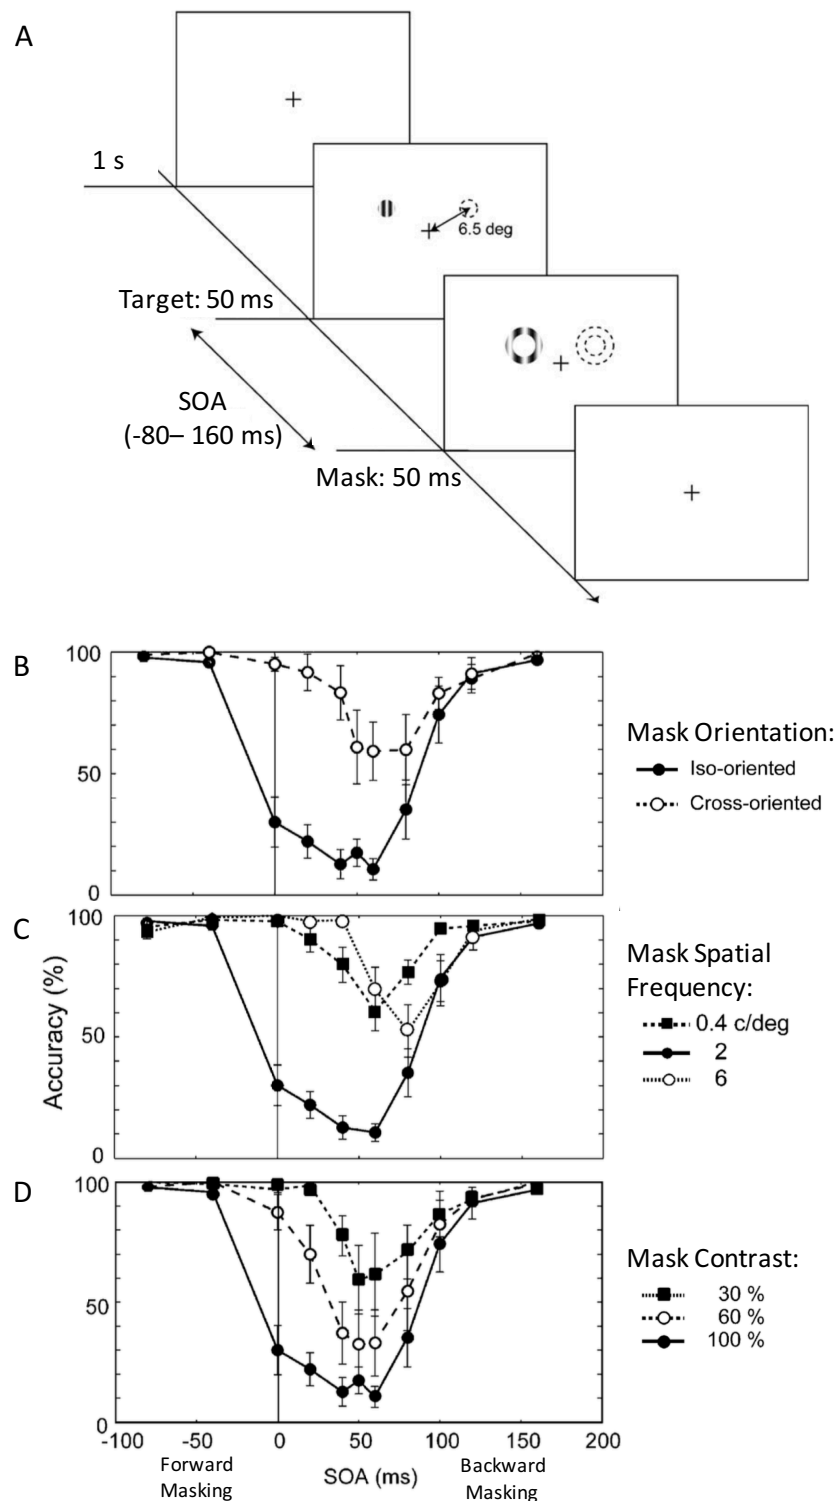 A
1 s
6.5 deg
Target: 50 ms
SOA
(-80– 160 ms)
Mask: 50 ms
B
100
50
0
Mask Orientation:
Iso-oriented
Cross-oriented
C
100
50
0
Accuracy (%)
Mask Spatial
Frequency:
0.4 c/deg
2
6
D
100
50
0
Mask Contrast:
30 %
60 %
100 %
-100 -50 0 50 100 150 200
Forward
Masking
SOA (ms)
Backward
Masking